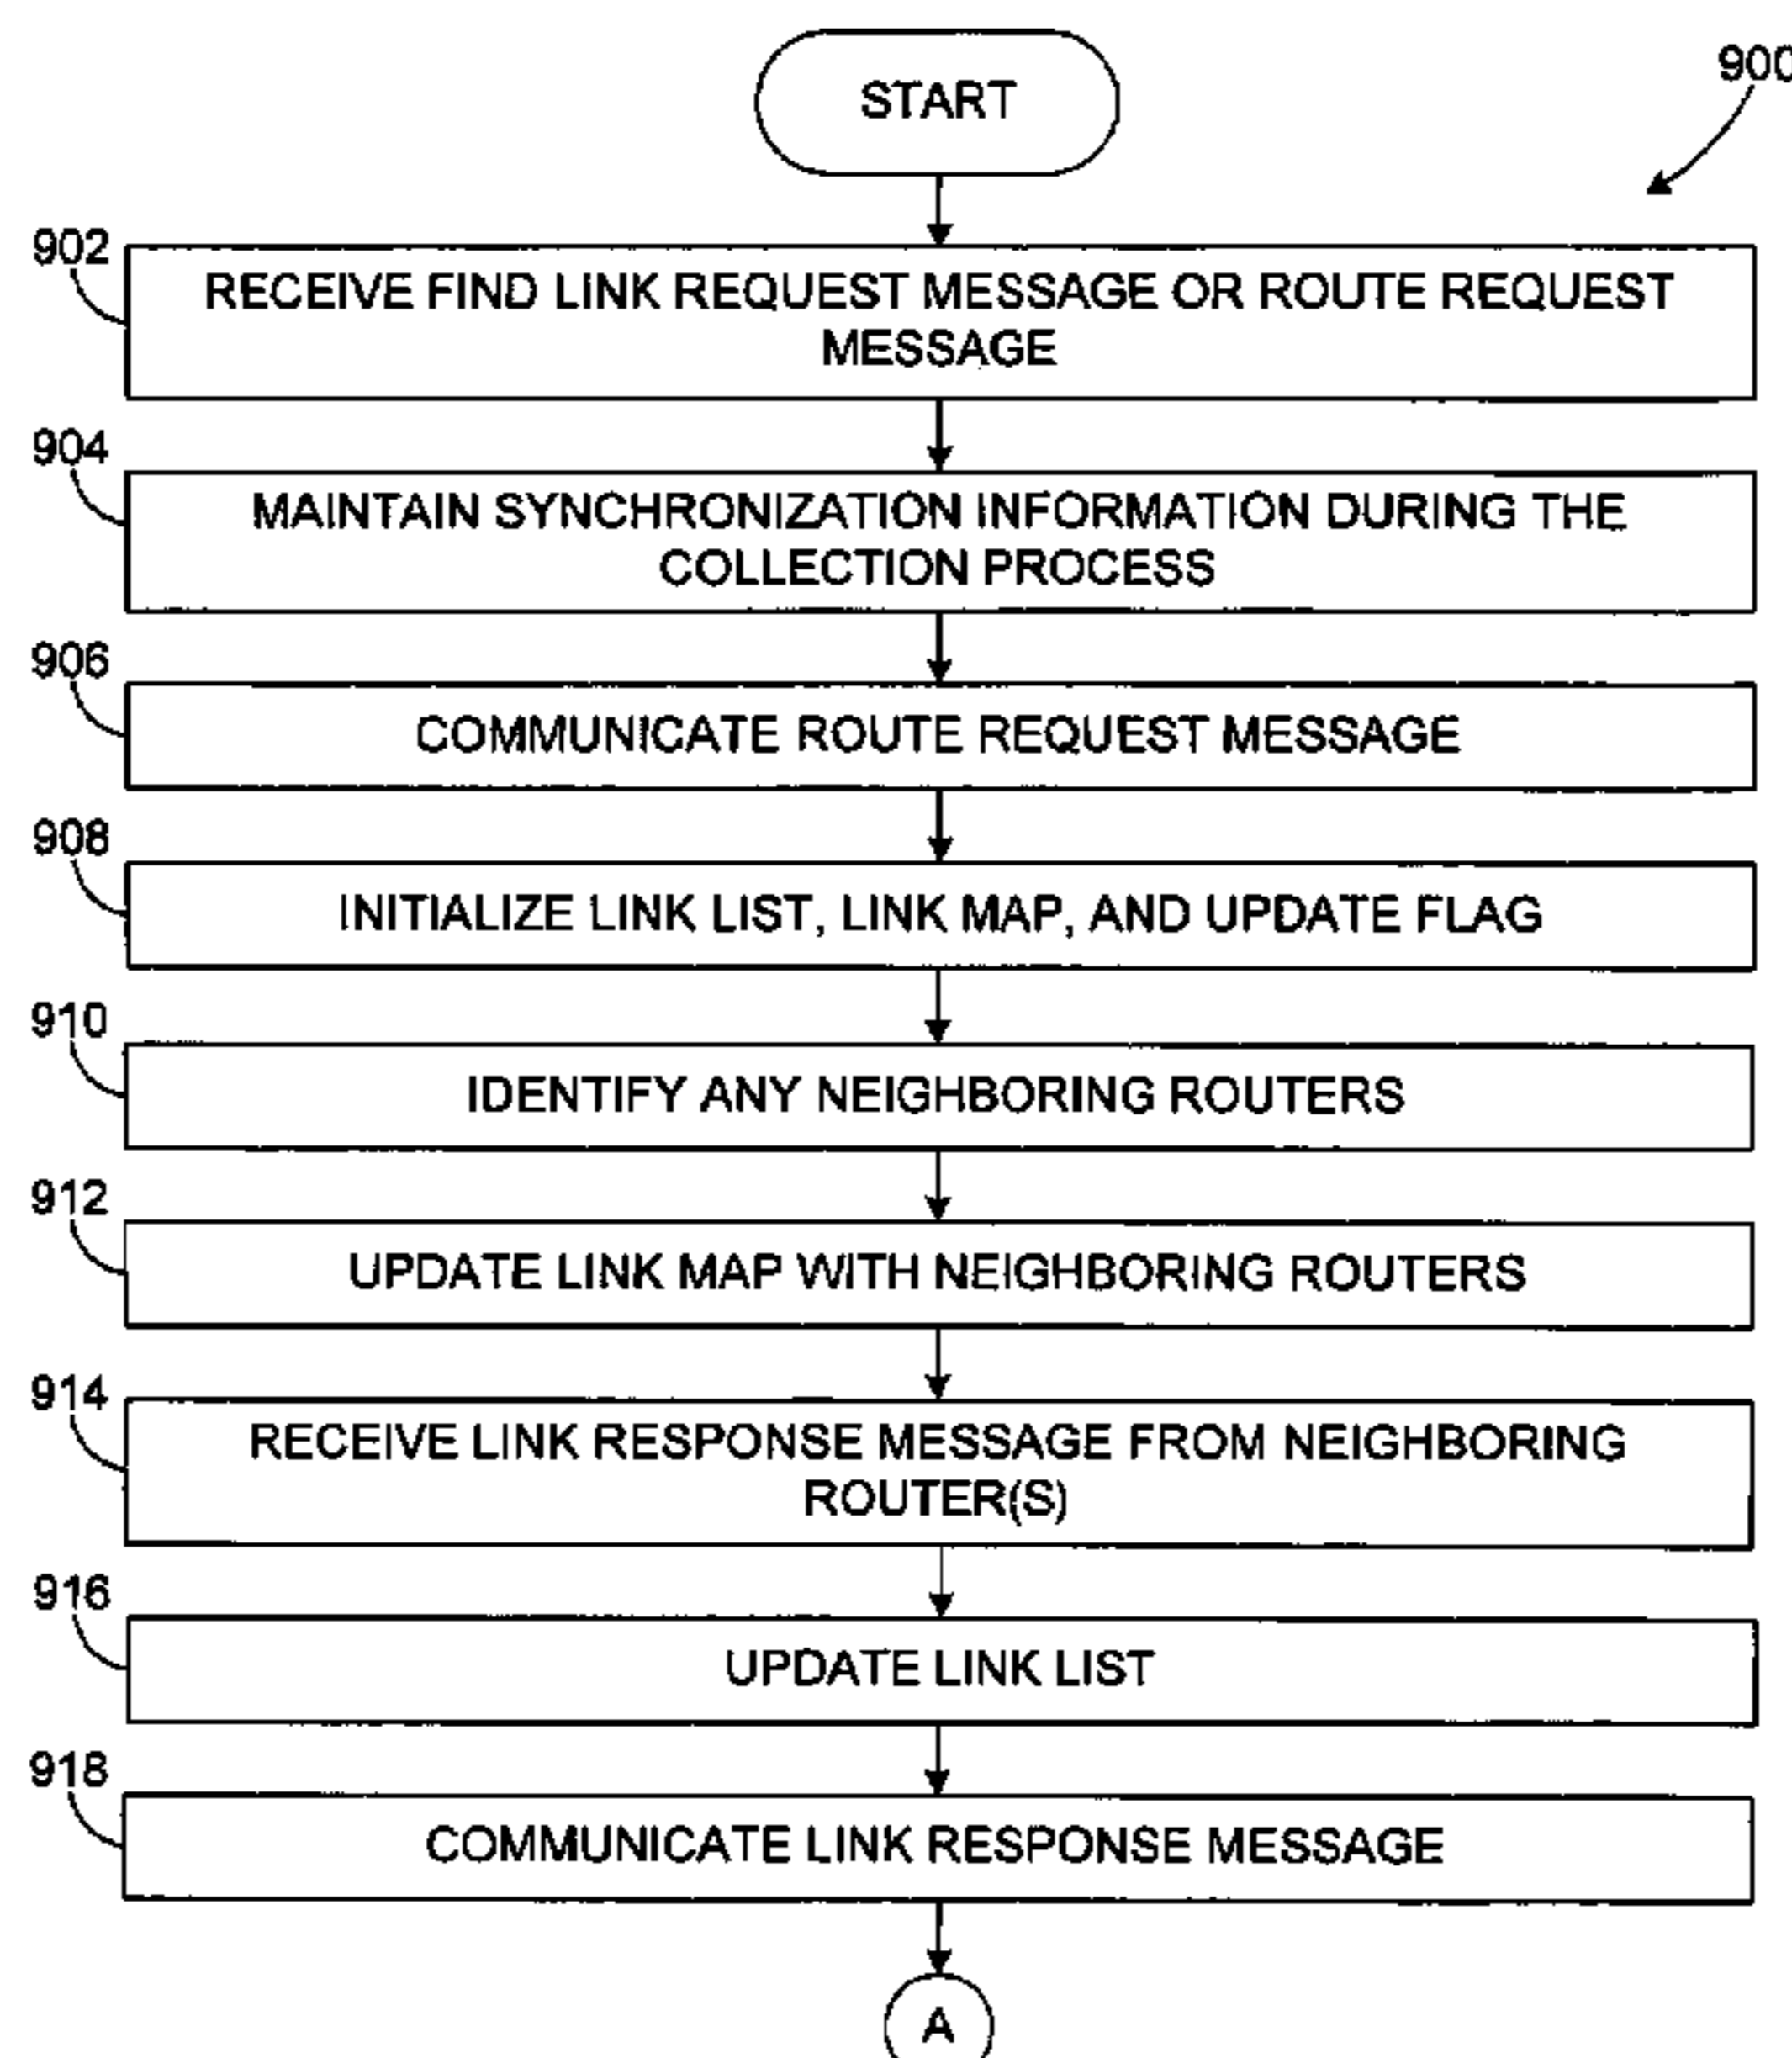 START
900
902
RECEIVE FIND LINK REQUEST MESSAGE OR ROUTE REQUEST
MESSAGE
904
MAINTAIN SYNCHRONIZATION INFORMATION DURING THE
COLLECTION PROCESS
906
COMMUNICATE ROUTE REQUEST MESSAGE
908
INITIALIZE LINK LIST, LINK MAP, AND UPDATE FLAG
910
IDENTIFY ANY NEIGHBORING ROUTERS
912
UPDATE LINK MAP WITH NEIGHBORING ROUTERS
914
RECEIVE LINK RESPONSE MESSAGE FROM NEIGHBORING
ROUTER(S)
916
UPDATE LINK LIST
918
COMMUNICATE LINK RESPONSE MESSAGE
A